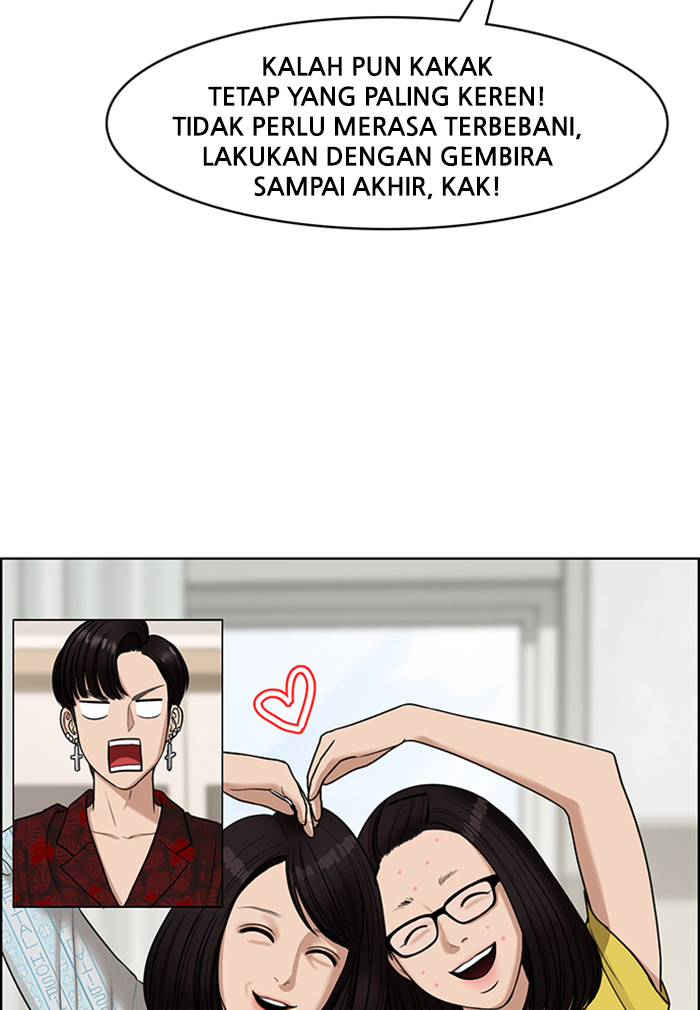 KALAH PUN KAKAK
TETAP YANG PALING KEREN!
TIDAK PERLU MERASA TERBEBANI,
LAKUKAN DENGAN GEMBIRA
SAMPAI AKHIR, KAK!